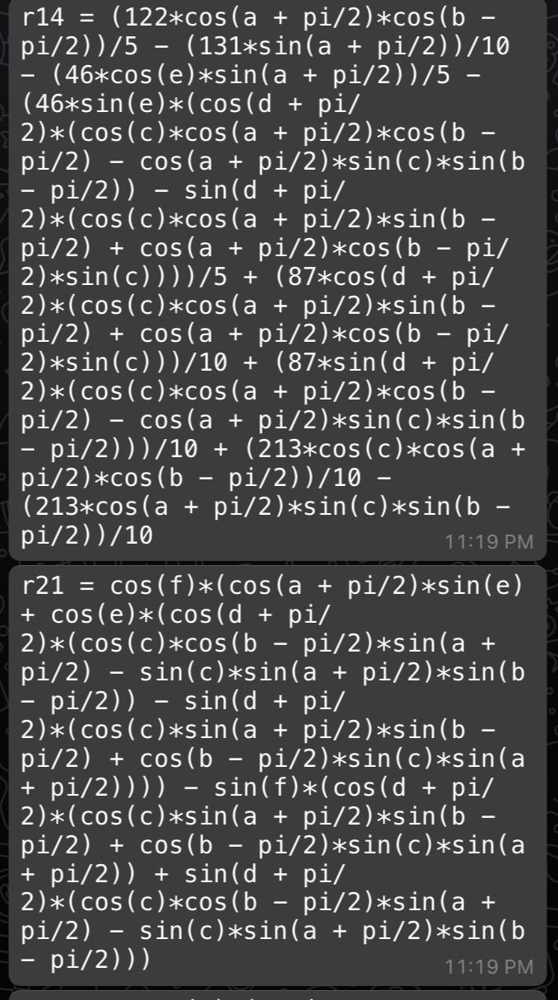 r14 = (122*cos(a + pi/2)*cos(b −
pi/2))/5 − (131*sin(a + pi/2))/10
− (46*cos(e)*sin(a + pi/2))/5 −
(46*sin(e)*(cos(d + pi/
2)*(cos(c)*cos(a + pi/2)*cos(b −
pi/2) − cos(a + pi/2)*sin(c)*sin(b
− pi/2)) − sin(d + pi/
2)*(cos(c)*cos(a + pi/2)*sin(b −
pi/2) + cos(a + pi/2)*cos(b − pi/
2)*sin(c))))/5 + (87*cos(d + pi/
2)*(cos(c)*cos(a + pi/2)*sin(b −
pi/2) + cos(a + pi/2)*cos(b − pi/
2)*sin(c)))/10 + (87*sin(d + pi/
2)*(cos(c)*cos(a + pi/2)*cos(b −
pi/2) − cos(a + pi/2)*sin(c)*sin(b
− pi/2)))/10 + (213*cos(c)*cos(a +
pi/2)*cos(b − pi/2))/10 −
(213*cos(a + pi/2)*sin(c)*sin(b −
pi/2))/10
11:19 PM
r21 = cos(f)*(cos(a + pi/2)*sin(e)
+ cos(e)*(cos(d + pi/
2)*(cos(c)*cos(b − pi/2)*sin(a +
pi/2) − sin(c)*sin(a + pi/2)*sin(b
− pi/2)) − sin(d + pi/
2)*(cos(c)*sin(a + pi/2)*sin(b −
pi/2) + cos(b − pi/2)*sin(c)*sin(a
+ pi/2)))) − sin(f)*(cos(d + pi/
2)*(cos(c)*sin(a + pi/2)*sin(b −
pi/2) + cos(b − pi/2)*sin(c)*sin(a
+ pi/2)) + sin(d + pi/
2)*(cos(c)*cos(b − pi/2)*sin(a +
pi/2) − sin(c)*sin(a + pi/2)*sin(b
− pi/2)))
11:19 PM